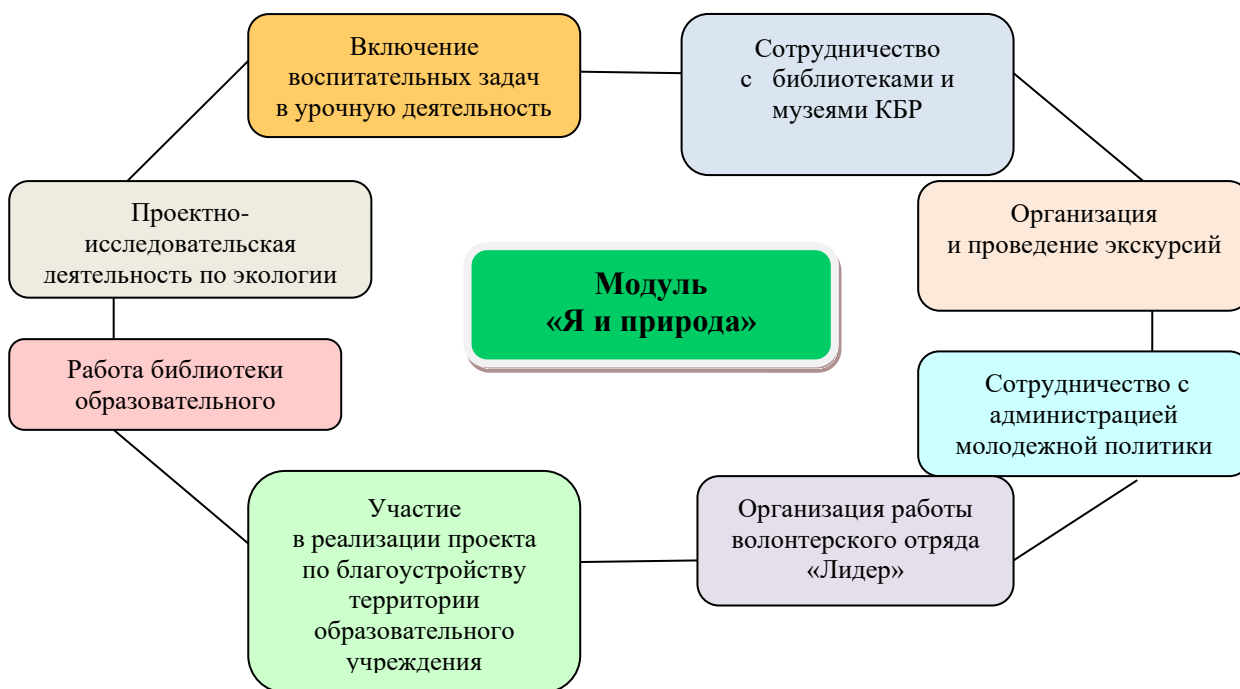 Включение
воспитательных задач
в урочную деятельность
Сотрудничество
с библиотеками и
музеями КБР
Проектно-
исследовательская
деятельность по экологии
Организация
и проведение экскурсий
Модуль
«Я и природа»
Работа библиотеки
образовательного
Сотрудничество с
администрацией
молодежной политики
Участие
в реализации проекта
по благоустройству
территории
образовательного
учреждения
Организация работы
волонтерского отряда
«Лидер»